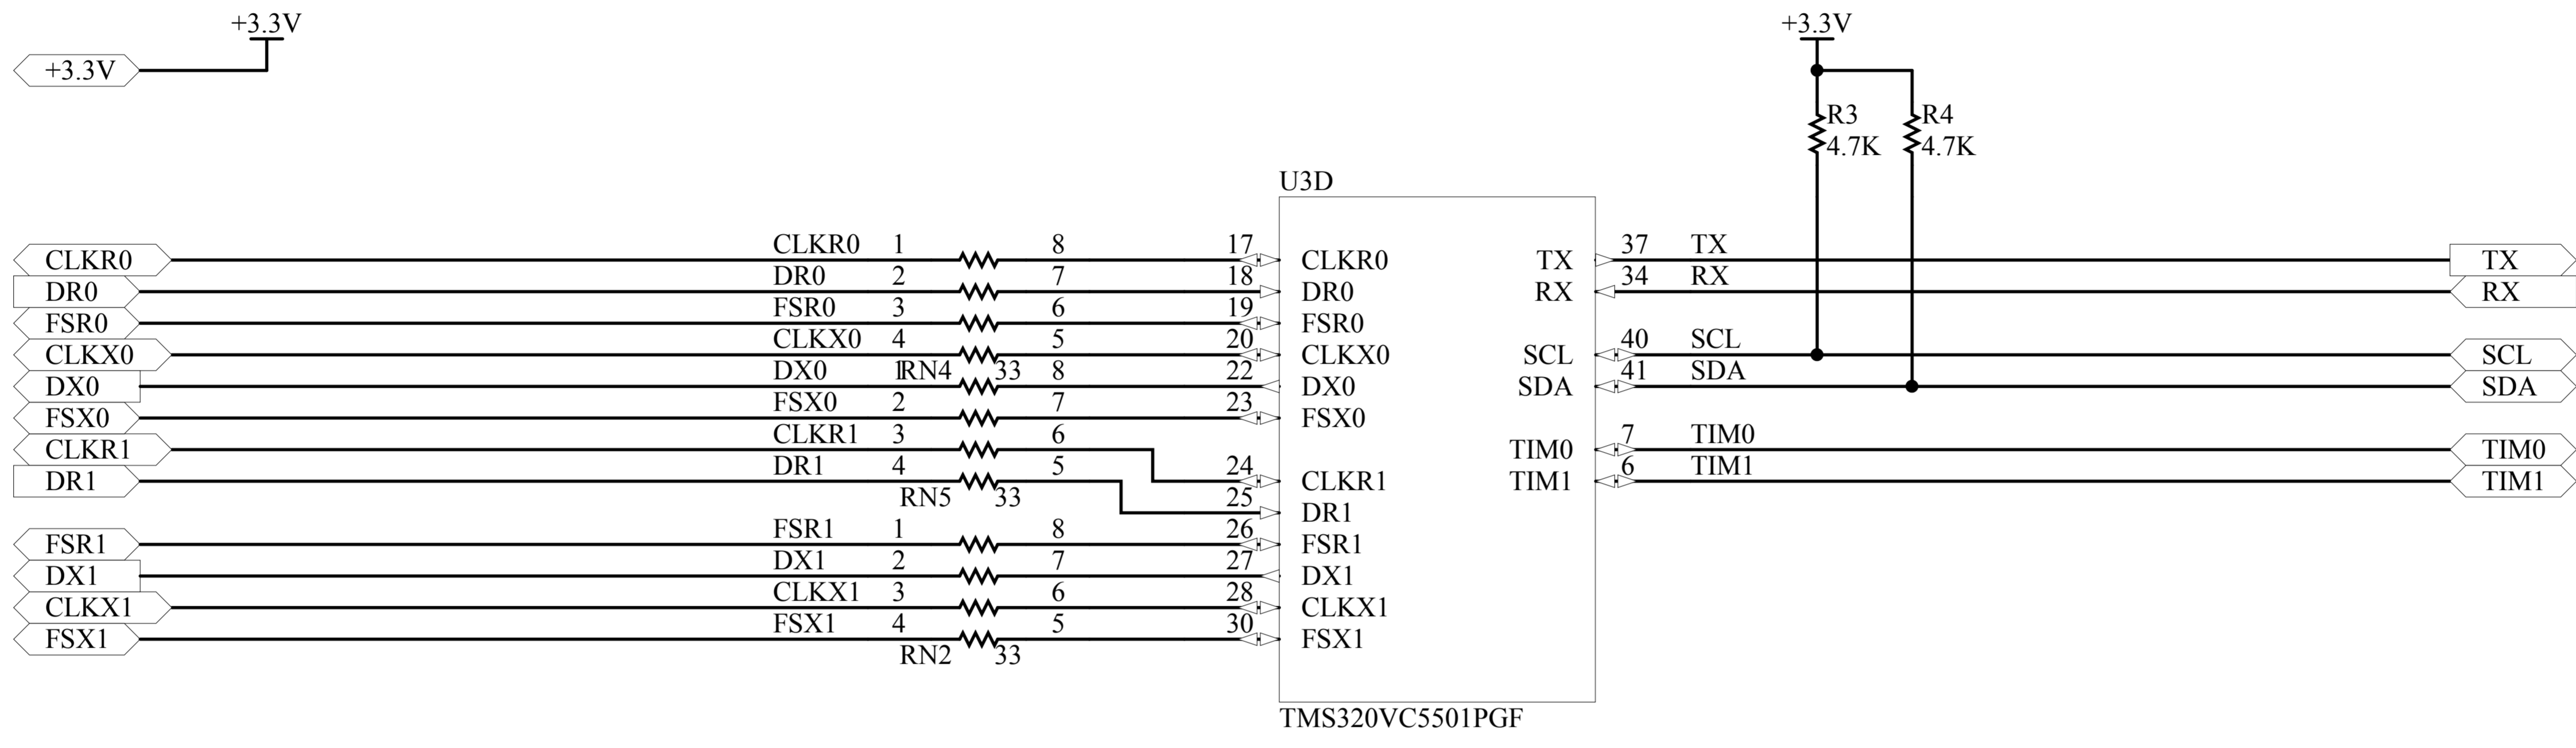 +3.3V +3.3V
+3.3V
R3 R4
4.7K 4.7K
U3D
CLKR0 CLKR0 1 8 17 CLKR0 TX 37 TX TX
DR0 DR0 2 7 18 DR0 RX 34 RX RX
FSR0 FSR0 3 6 19 FSR0
CLKX0 CLKX0 4 5 20 CLKX0 SCL 40 SCL SCL
RN4 33
DX0 DX0 1 8 22 DX0 SDA 41 SDA SDA
FSX0 FSX0 2 7 23 FSX0
CLKR1 CLKR1 3 6 TIM0 7 TIM0 TIM0
DR1 DR1 4 5 24 CLKR1 TIM1 6 TIM1 TIM1
RN5 33 25 DR1
FSR1 FSR1 1 8 26 FSR1
DX1 DX1 2 7 27 DX1
CLKX1 CLKX1 3 6 28 CLKX1
FSX1 FSX1 4 5 30 FSX1
RN2 33
TMS320VC5501PGF